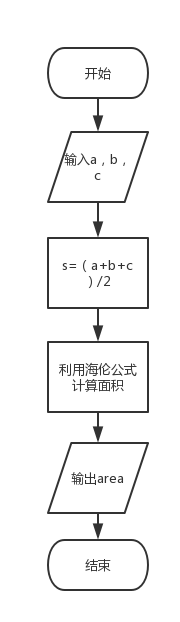 开始
输入a，b，
c
s=（a+b+c
）/2
利用海伦公式
计算面积
输出area
结束